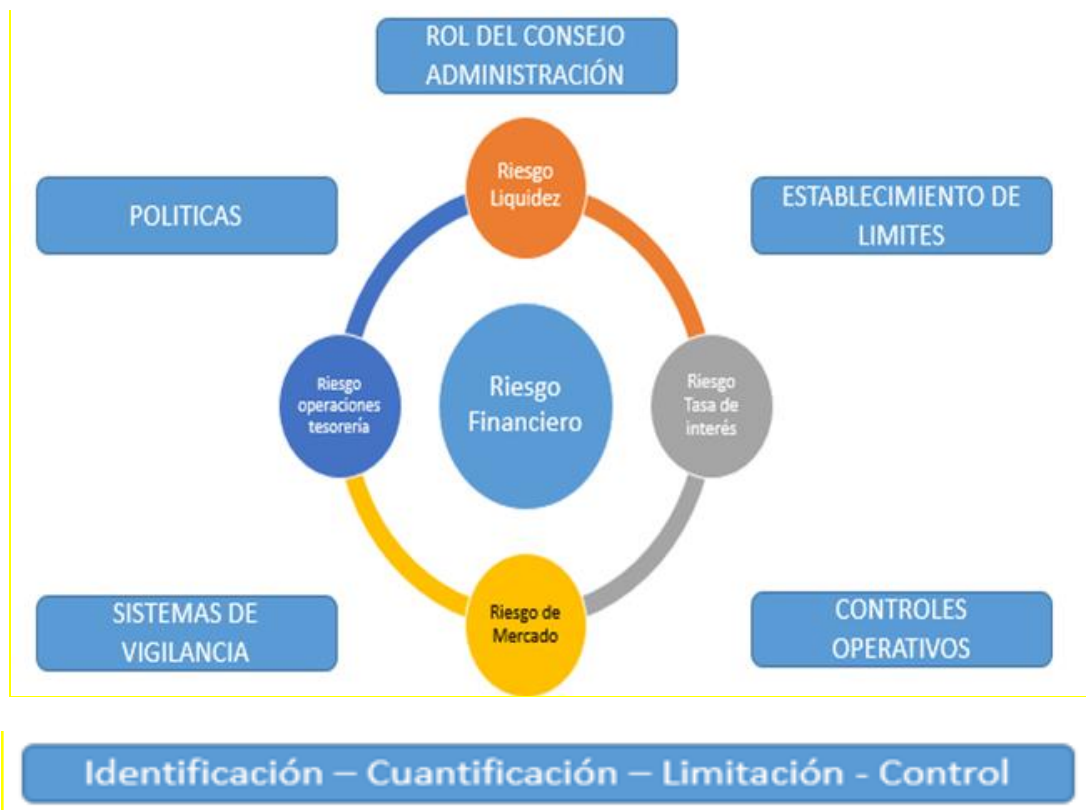 ROL DEL CONSEJO
ADMINISTRACIÓN
POLITICAS
ESTABLECIMIENTO DE
LIMITES
Riesgo
Liquidez
Riesgo
operaciones
tesorería
Riesgo
Financiero
Riesgo
Tasa de
interés
Riesgo de
Mercado
SISTEMAS DE
VIGILANCIA
CONTROLES
OPERATIVOS
Identificación – Cuantificación – Limitación - Control